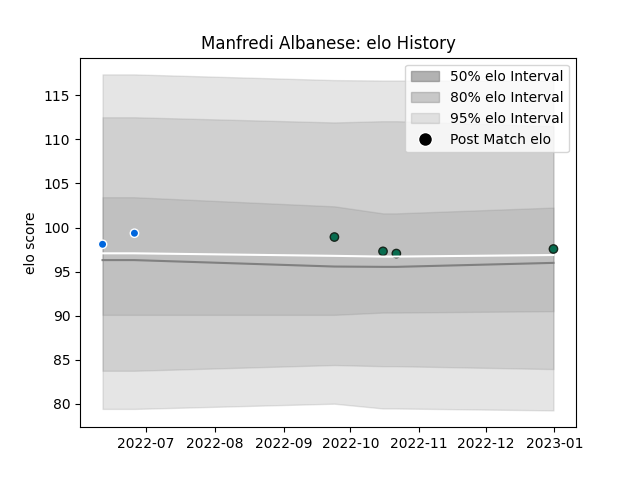 Manfredi Albanese: elo History
50% elo Interval
80% elo Interval
95% elo Interval
Post Match elo
elo score
115
110
105
100
95
90
85
80
2022-07 2022-08 2022-09 2022-10 2022-11 2022-12 2023-01